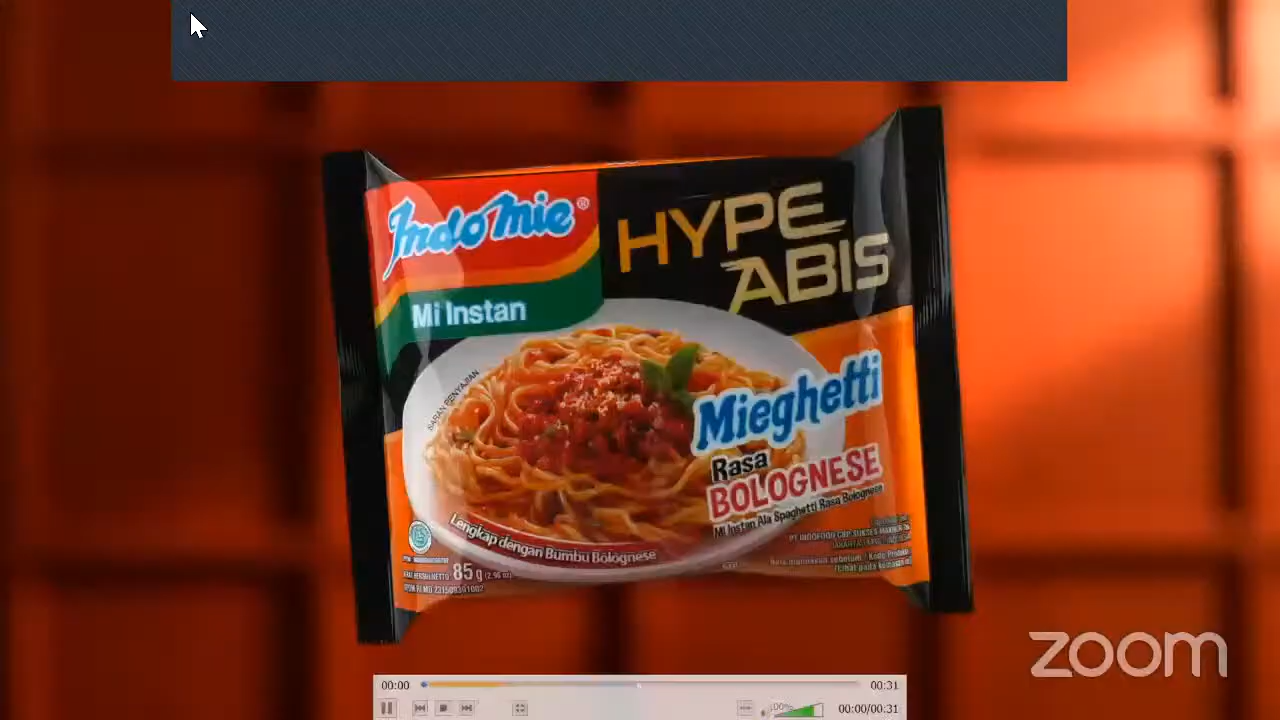 Indomie®
HYPE
ABIS
Mi Instan
SARAN PENYAJIAN
Mieghetti
Rasa
BOLOGNESE
Mi Instan Ala Spaghetti Rasa Bolognese
Lengkap dengan Bumbu Bolognese
85 g
zoom
00:00
00:31
100%
00:00/00:31